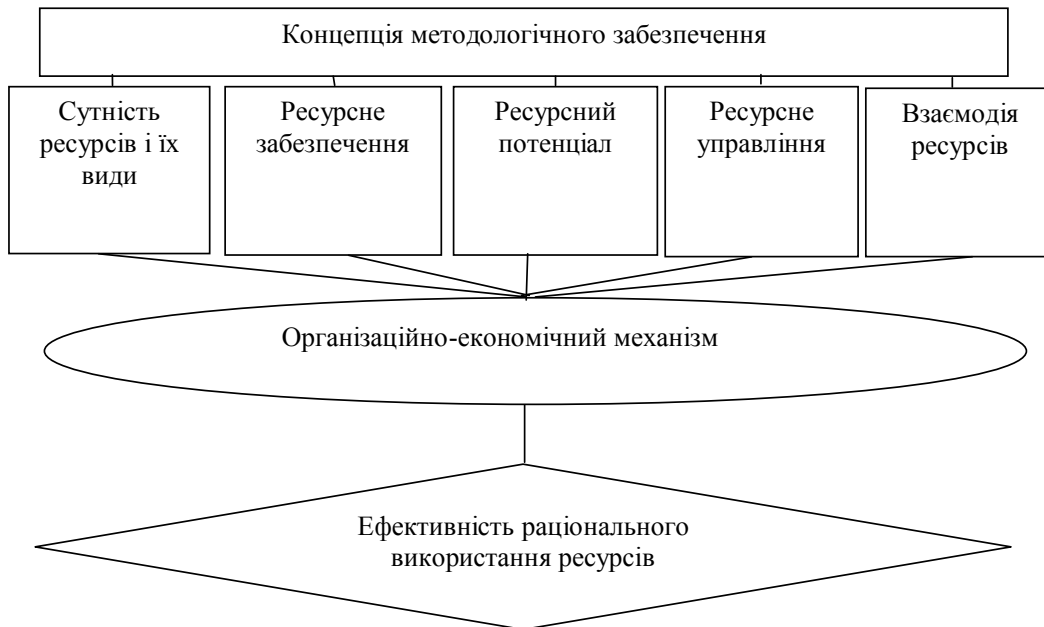 Концепція методологічного забезпечення
Сутність
ресурсів і їх
види
Ресурсне
забезпечення
Ресурсний
потенціал
Ресурсне
управління
Взаємодія
ресурсів
Організаційно-економічний механізм
Ефективність раціонального
використання ресурсів